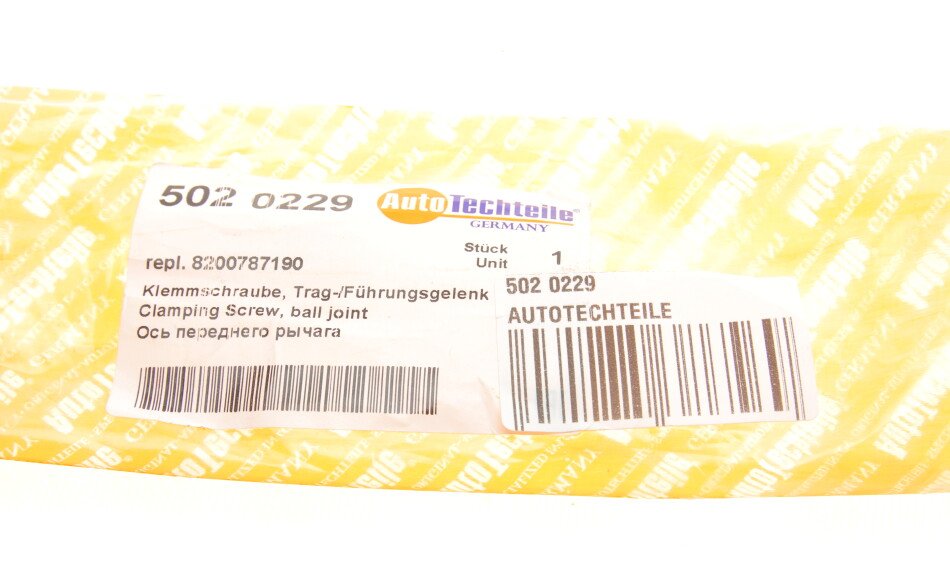 502 0229
AutoTechteile®
GERMANY
Stück
Unit 1
repl. 8200787190
Klemmschraube, Trag-/Führungsgelenk
Clamping Screw, ball joint
Ось переднего рычага
502 0229
AUTOTECHTEILE